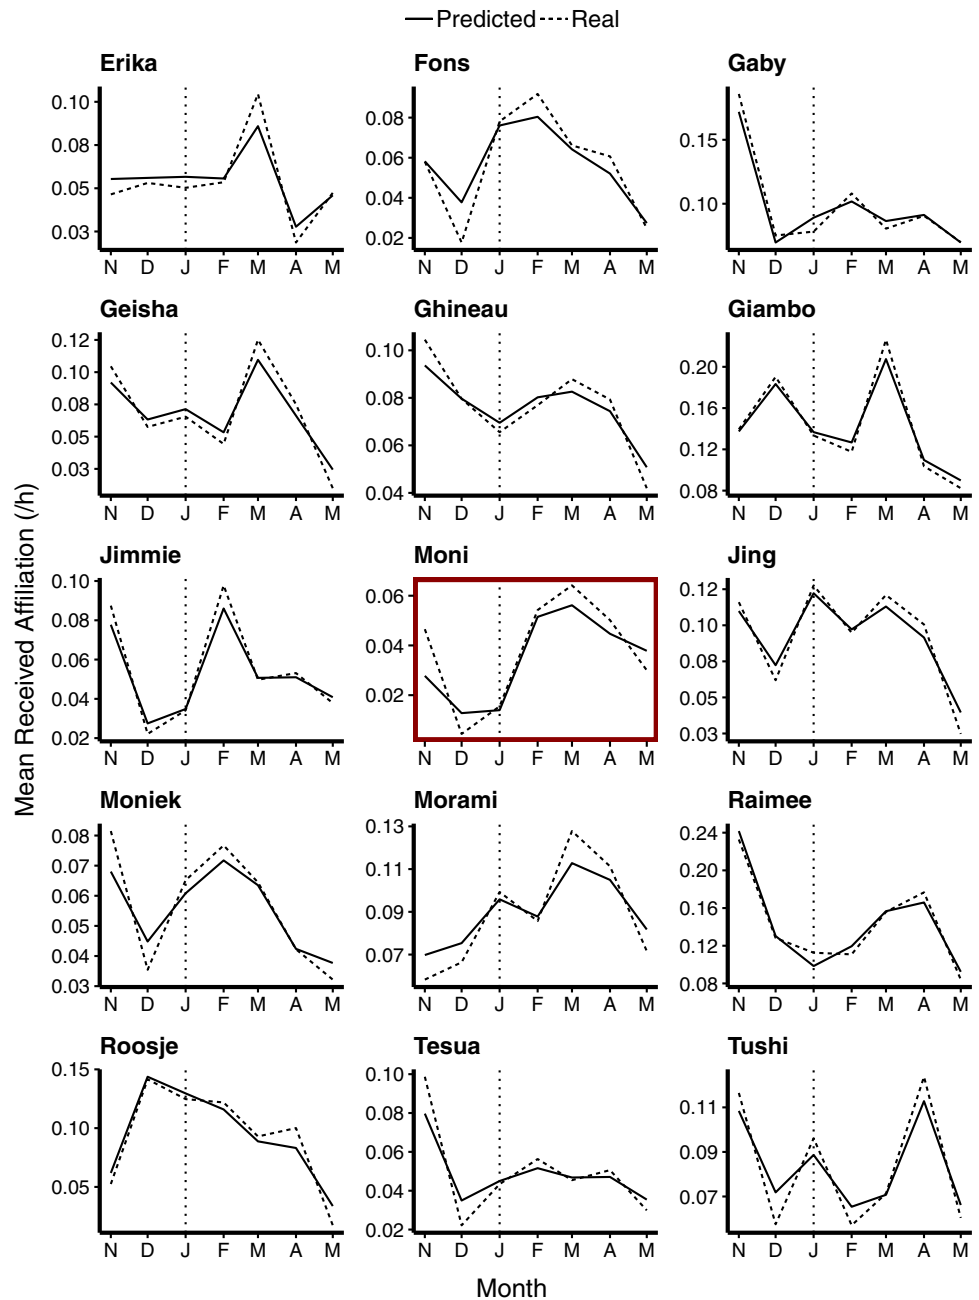 Predicted Real
Erika Fons Gaby
0.10
0.08
0.05
0.03
N D J F M A M
0.08
0.06
0.04
0.02
N D J F M A M
0.15
0.10
N D J F M A M
Geisha Ghineau Giambo
0.12
0.10
0.08
0.05
0.03
N D J F M A M
0.10
0.08
0.06
0.04
N D J F M A M
0.20
0.16
0.12
0.08
N D J F M A M
Mean Received Affiliation (/h)
Jimmie Moni Jing
0.10
0.08
0.06
0.04
0.02
N D J F M A M
0.06
0.04
0.02
N D J F M A M
0.12
0.10
0.08
0.05
0.03
N D J F M A M
Moniek Morami Raimee
0.08
0.07
0.06
0.05
0.04
0.03
N D J F M A M
0.13
0.11
0.09
0.07
N D J F M A M
0.24
0.20
0.16
0.12
0.08
N D J F M A M
Roosje Tesua Tushi
0.15
0.10
0.05
N D J F M A M
0.10
0.08
0.06
0.04
0.02
N D J F M A M
0.11
0.09
0.07
N D J F M A M
Month